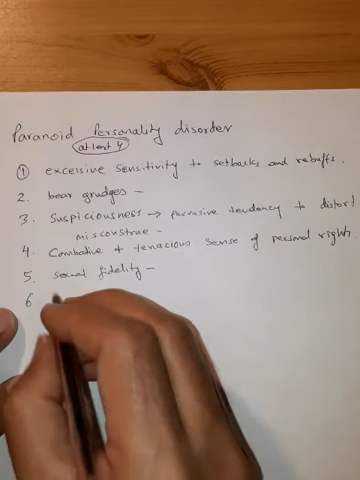 Paranoid Personality disorder
at least 4
1 excessive sensitivity to setbacks and rebuffs.
2. bear grudges -
3. Suspiciousness → pervasive tendency to distort
misconstrue -
4. Combative + tenacious sense of personal rights.
5. sexual fidelity -
6